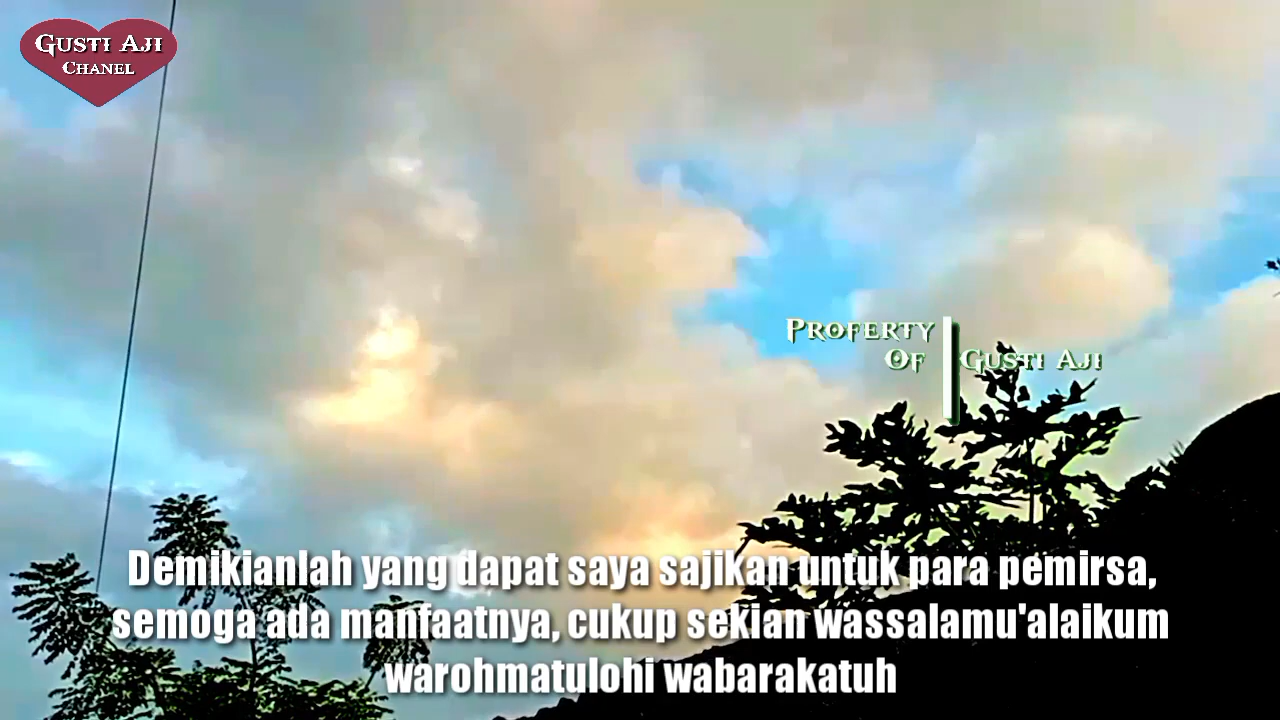 Gusti Aji
Chanel
Proferty
Of Gusti Aji
Demikianlah yang dapat saya sajikan untuk para pemirsa,
semoga ada manfaatnya, cukup sekian wassalamu'alaikum
warohmatulohi wabarakatuh